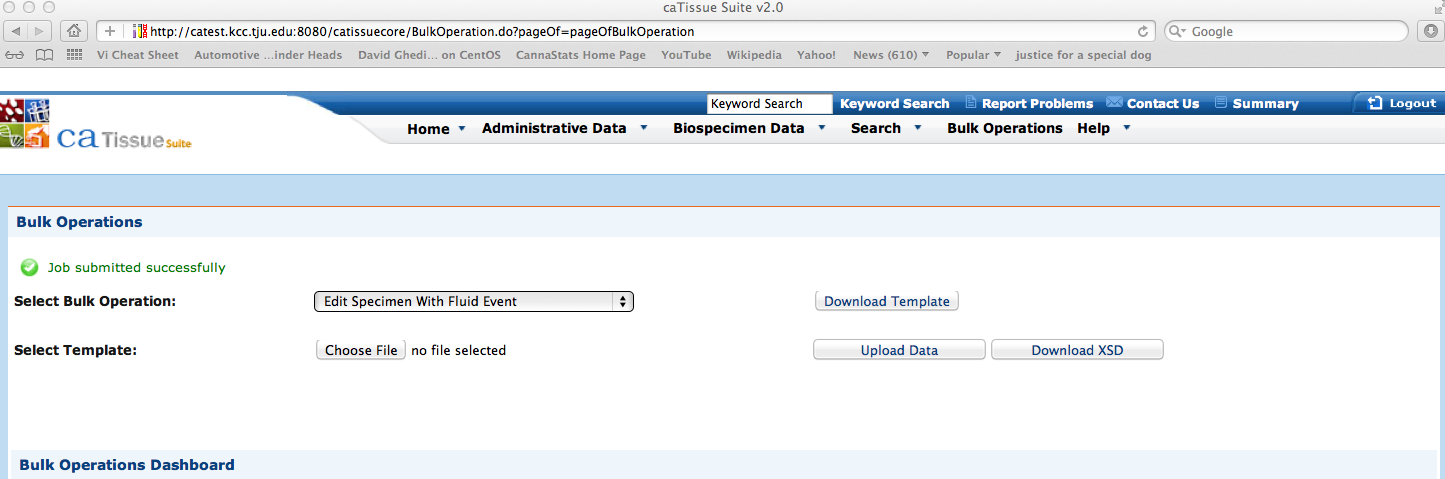 caTissue Suite v2.0
http://catest.kcc.tju.edu:8080/catissuecore/BulkOperation.do?pageOf=pageOfBulkOperation
Google
Vi Cheat Sheet Automotive ...inder Heads David Ghedi... on CentOS CannaStats Home Page YouTube Wikipedia Yahoo! News (610) Popular justice for a special dog
Keyword Search Keyword Search Report Problems Contact Us Summary Logout
Home Administrative Data Biospecimen Data Search Bulk Operations Help
ca Tissue Suite
Bulk Operations
Job submitted successfully
Select Bulk Operation: Edit Specimen With Fluid Event Download Template
Select Template: Choose File no file selected Upload Data Download XSD
Bulk Operations Dashboard